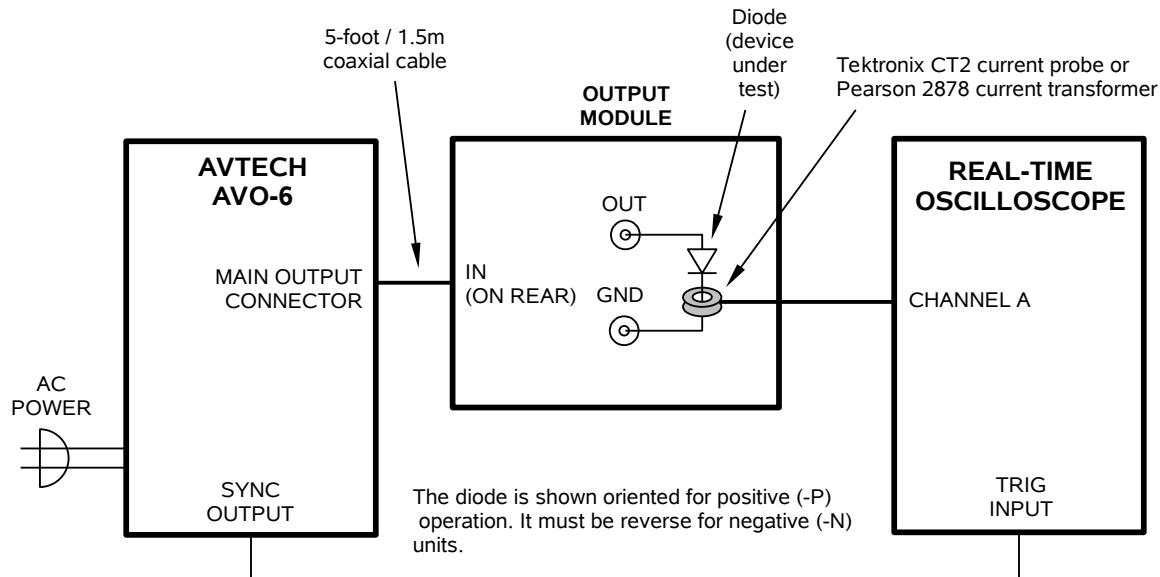 5-foot / 1.5m
coaxial cable
Diode
(device
under
test)
Tektronix CT2 current probe or
Pearson 2878 current transformer
OUTPUT
MODULE
AVTECH
AVO-6
REAL-TIME
OSCILLOSCOPE
OUT
MAIN OUTPUT
CONNECTOR
IN
(ON REAR)
GND
CHANNEL A
AC
POWER
SYNC
OUTPUT
The diode is shown oriented for positive (-P)
operation. It must be reverse for negative (-N)
units.
TRIG
INPUT